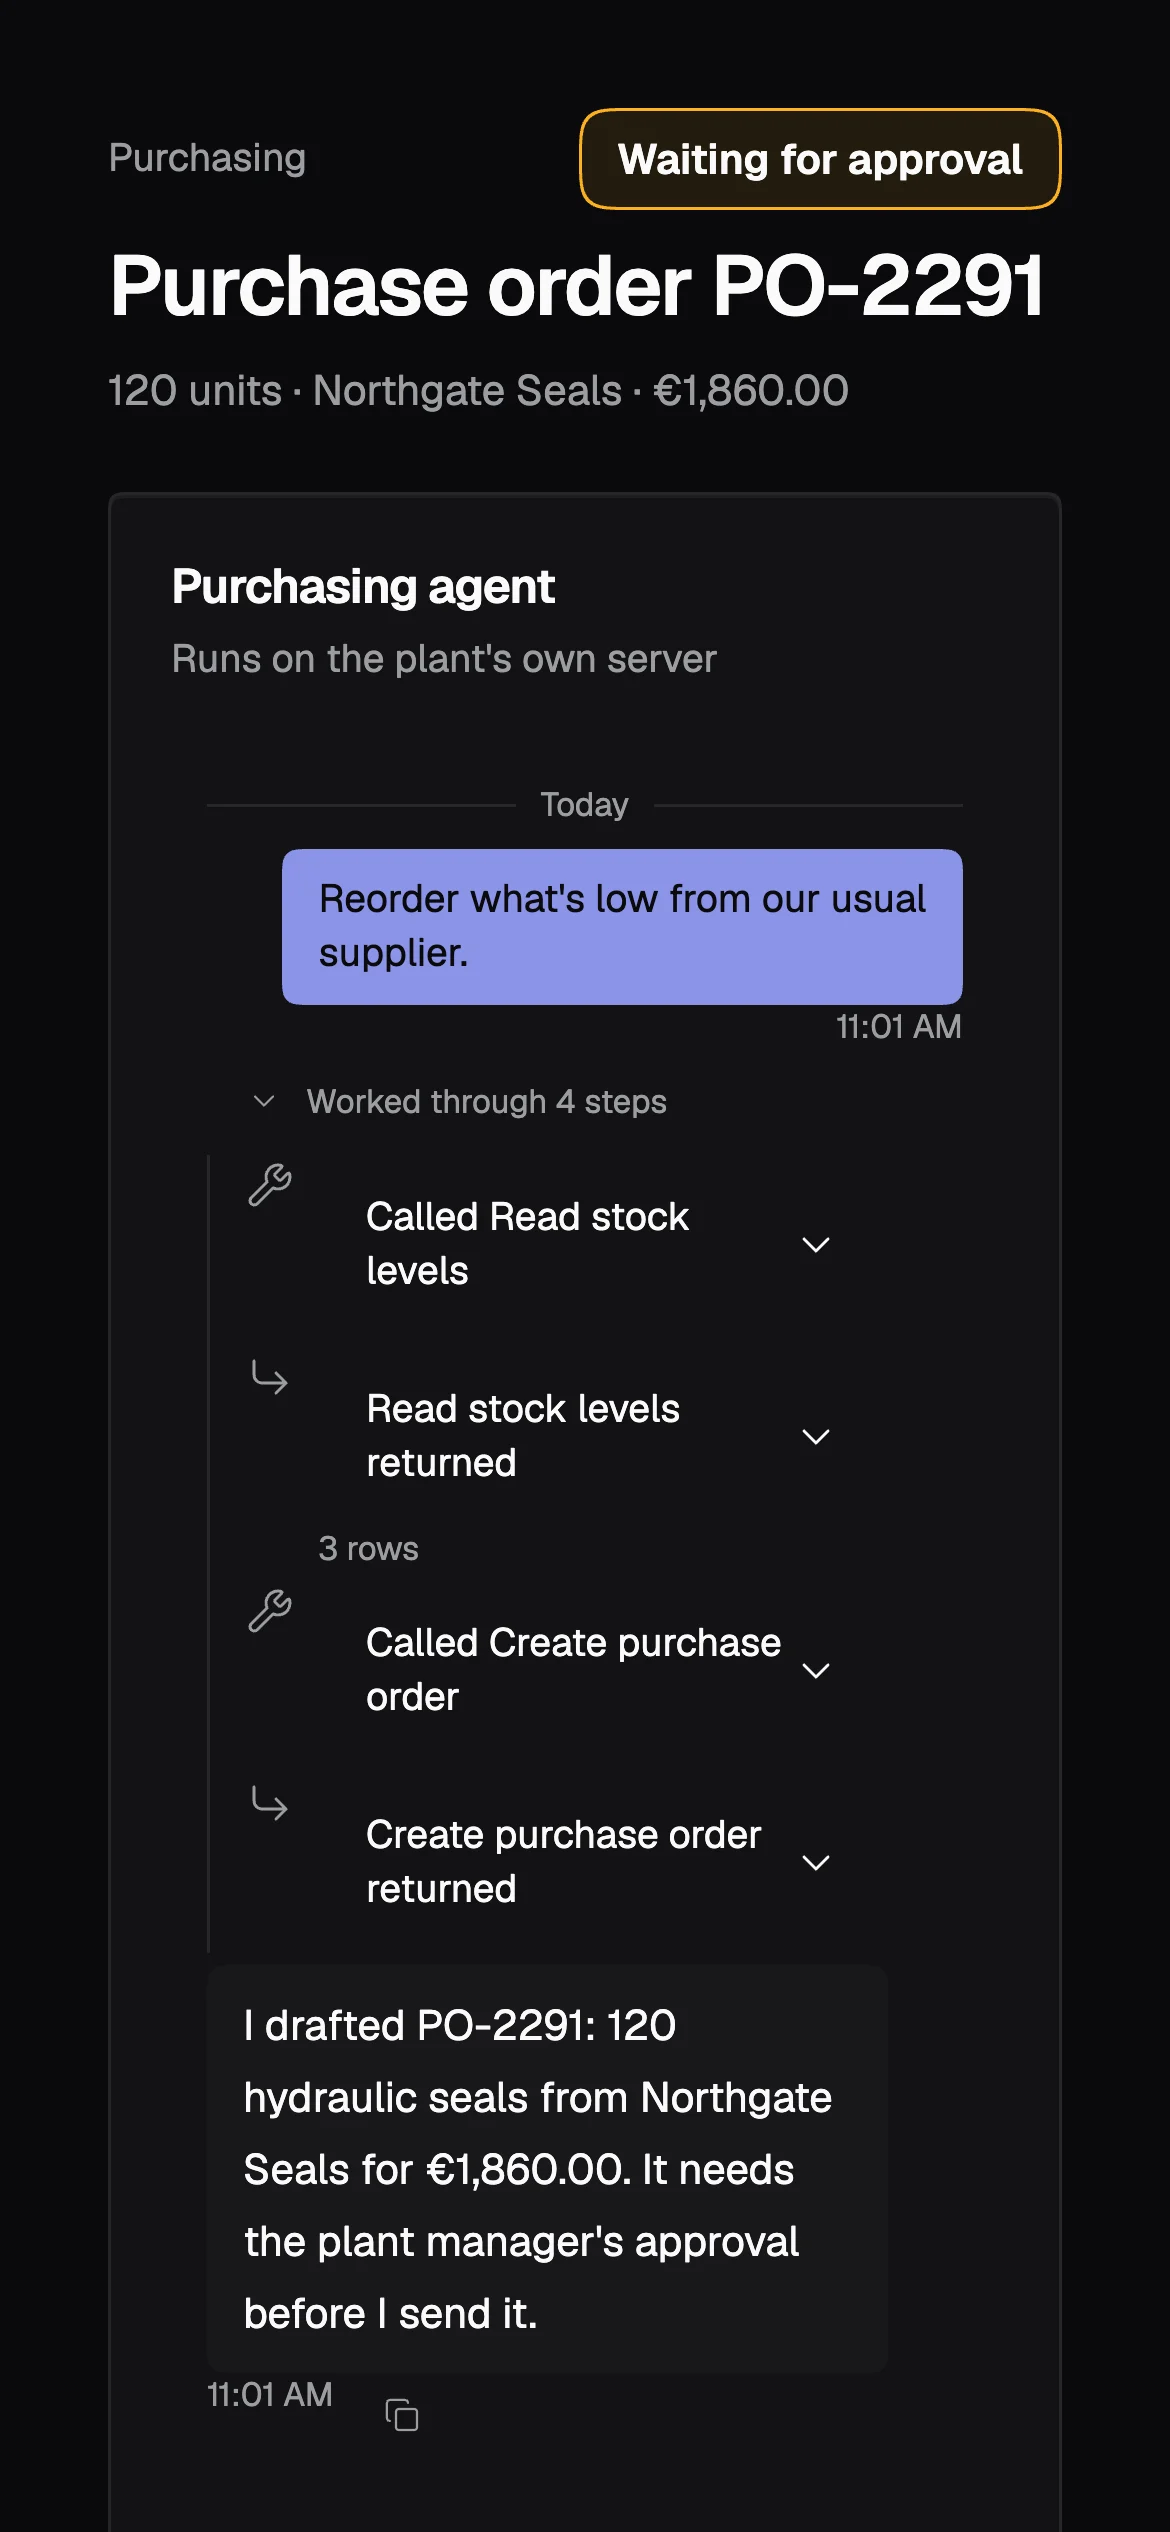 Purchasing
Waiting for approval
Purchase order PO-2291
120 units · Northgate Seals · €1,860.00
Purchasing agent
Runs on the plant's own server
Today
Reorder what's low from our usual
supplier.
11:01 AM
Worked through 4 steps
Called Read stock
levels
Read stock levels
returned
3 rows
Called Create purchase
order
Create purchase order
returned
I drafted PO-2291: 120
hydraulic seals from Northgate
Seals for €1,860.00. It needs
the plant manager's approval
before I send it.
11:01 AM